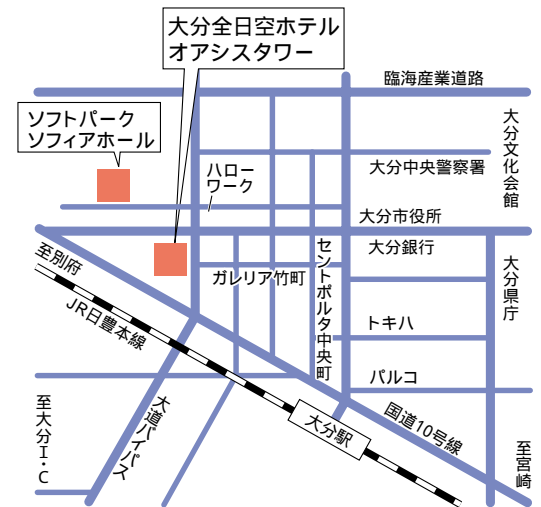 大分全日空ホテル
オアシスタワー
臨海産業道路
ソフトパーク
ソフィアホール
大分文化会館
大分中央警察署
ハロー
ワーク
大分市役所
至別府
大分銀行
ガレリア竹町
セントポルタ中央町
大分県庁
JR日豊本線
トキハ
パルコ
至大分I・C
大道バイパス
大分駅
国道10号線
至宮崎